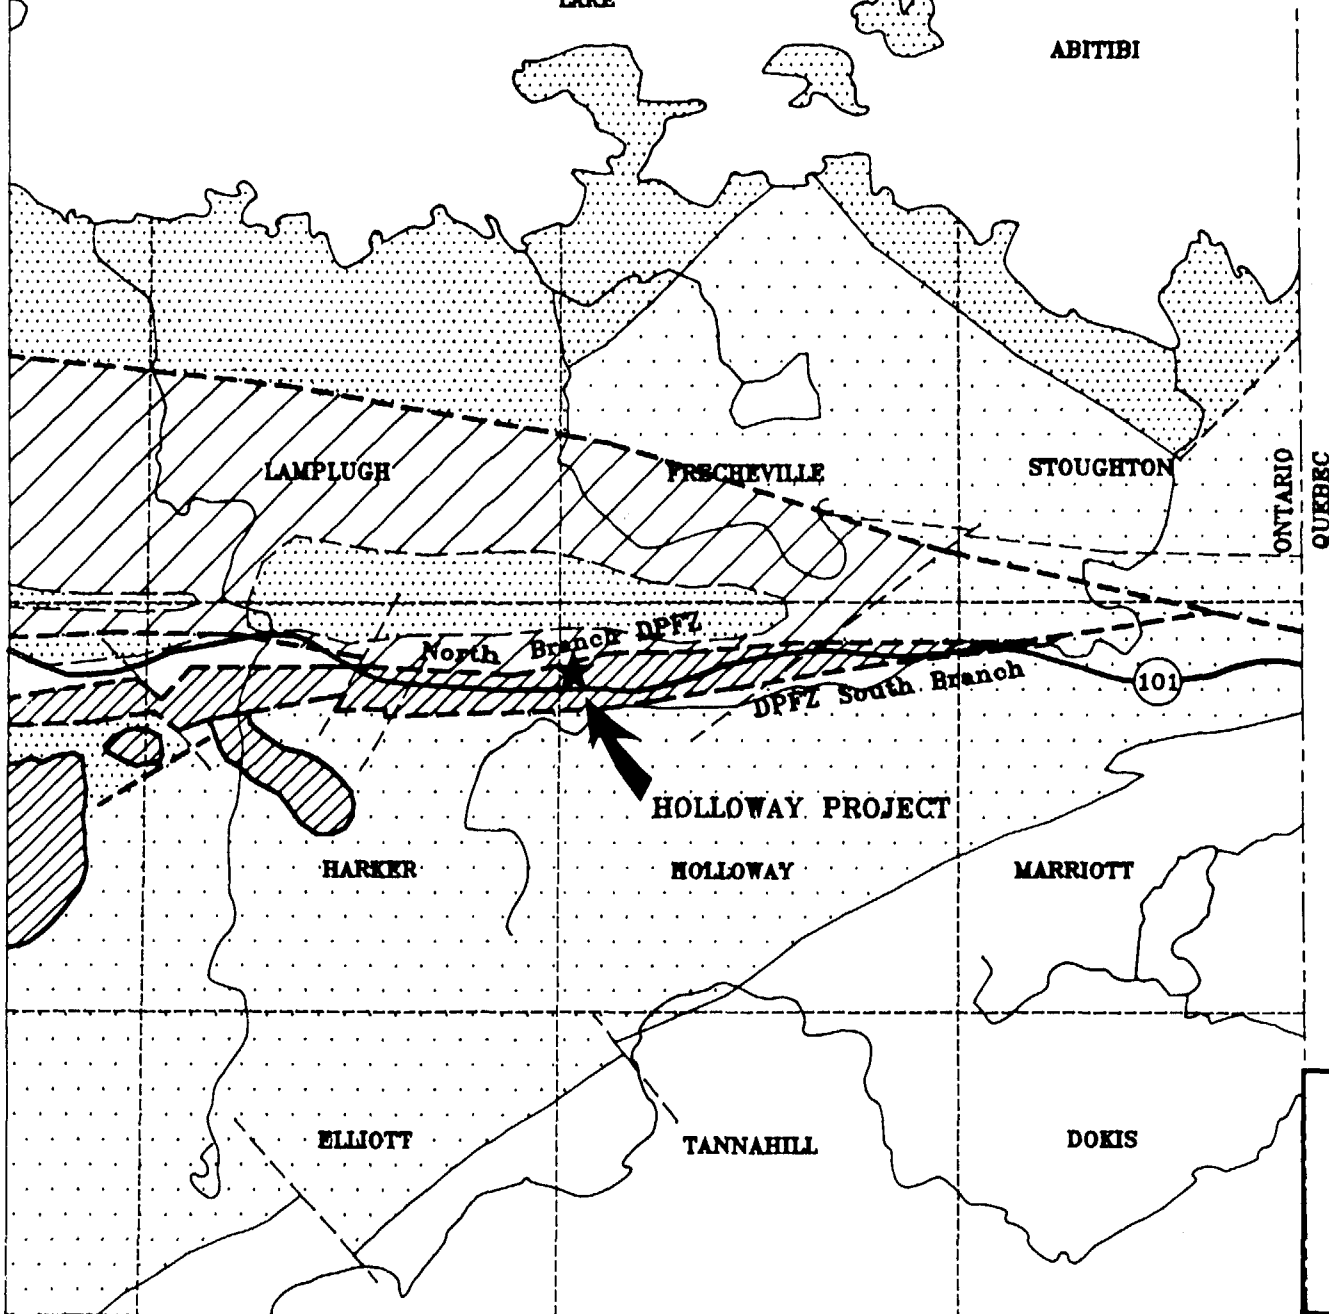 LAKE
ABITIBI
LAMPLUGH
FRECHEVILLE
STOUGHTON
ONTARIO
QUEBEC
North Branch DPFZ
DPFZ South Branch
101
HOLLOWAY PROJECT
HARKER
HOLLOWAY
MARRIOTT
ELLIOTT
TANNAHILL
DOKIS